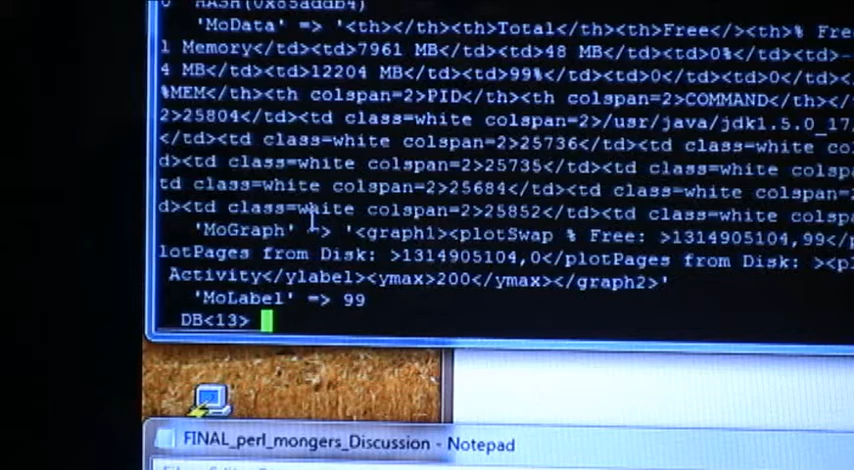 0  HASH(0x85addb4)
'MoData' => '<th></th><th>Total</th><th>Free</><th>% Fre
l Memory</td><td>7961 MB</td><td>48 MB</td><td>0%</td><td>-
4 MB</td><td>12204 MB</td><td>99%</td><td>0</td><td>0</td></
%MEM</th><th colspan=2>PID</th><th colspan=2>COMMAND</th></
2>25804</td><td class=white colspan=2>/usr/java/jdk1.5.0_17/
</td><td class=white colspan=2>25736</td><td class=white co
d><td class=white colspan=2>25735</td><td class=white colspa
td class=white colspan=2>25684</td><td class=white colspan=2
d><td class=white colspan=2>25852</td><td class=white colspa
'MoGraph' => '<graph1><plotSwap % Free: >1314905104,99</p
lotPages from Disk: >1314905104,0</plotPages from Disk: ><p
Activity</ylabel><ymax>200</ymax></graph2>'
'MoLabel' => 99
DB<13>
FINAL_perl_mongers_Discussion - Notepad